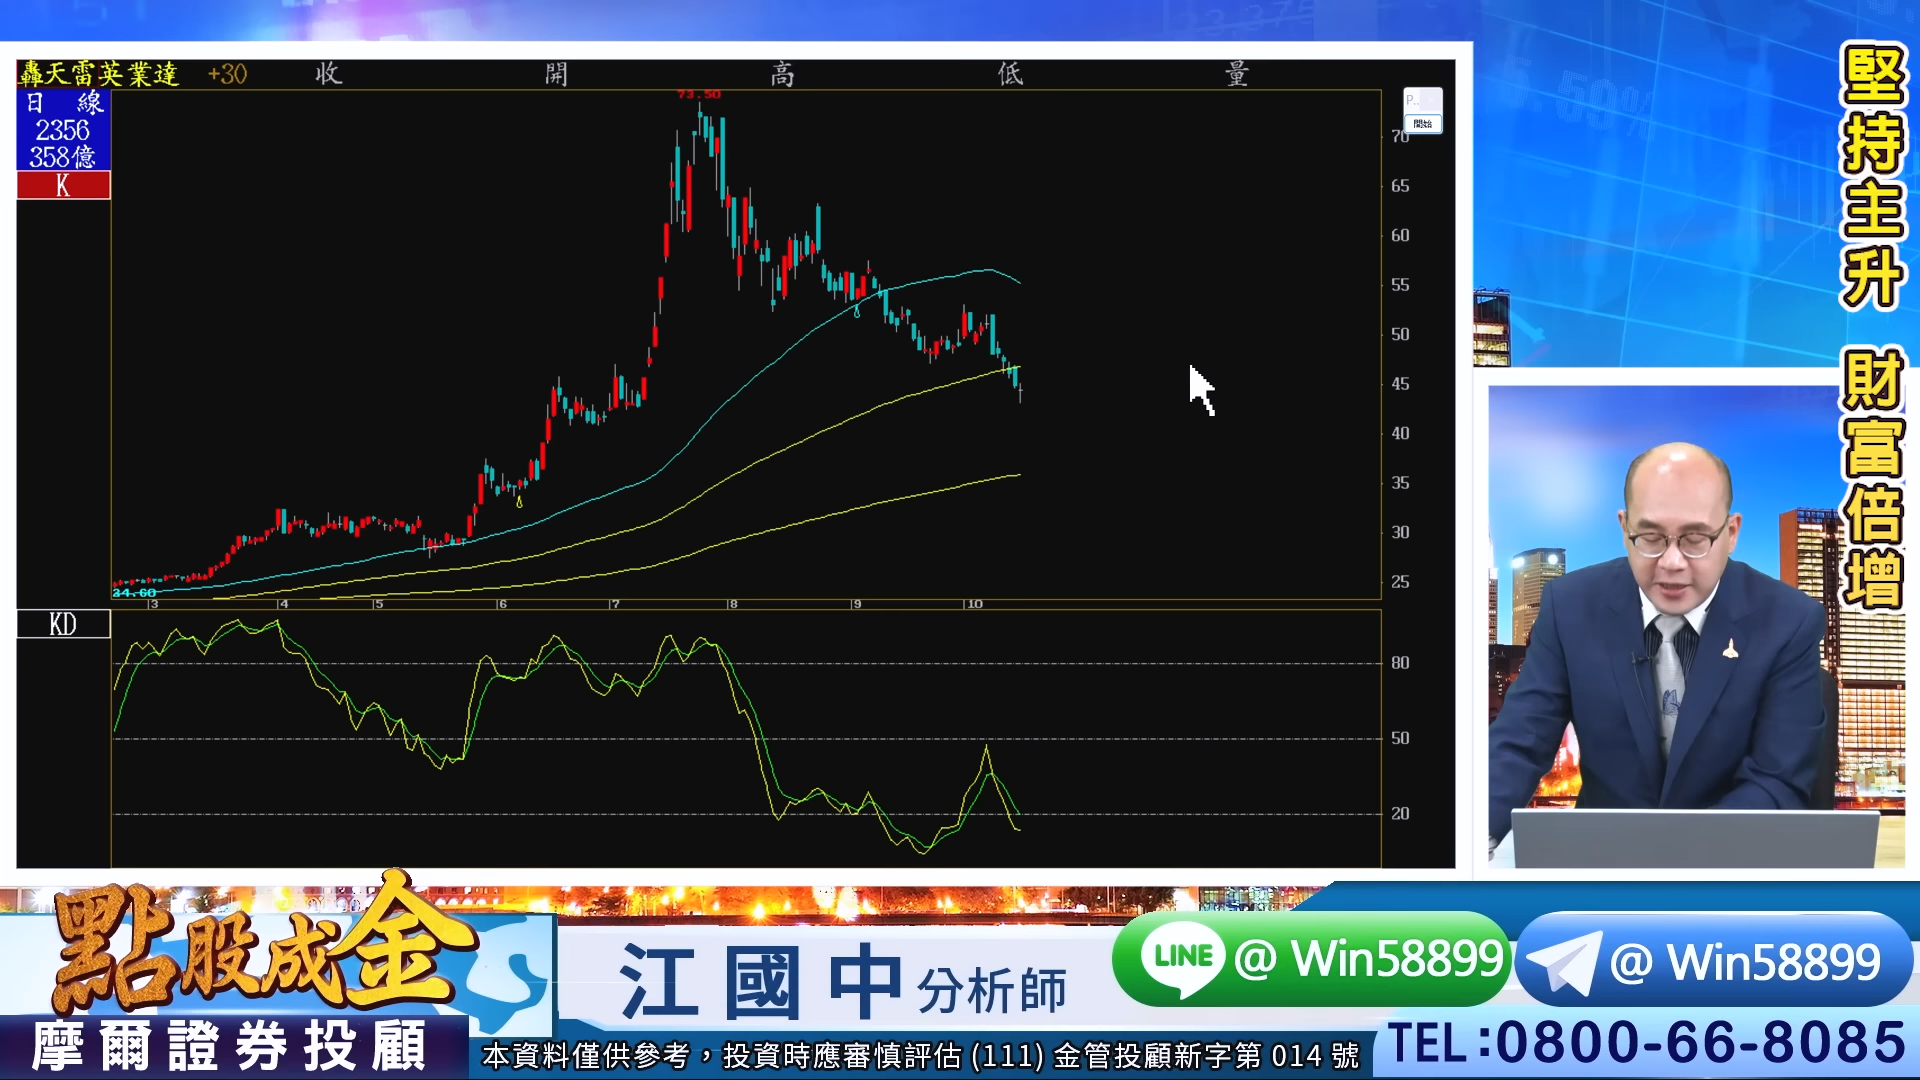 轟天雷英業達 +30 收 開 高 低 量
日 線
2356
358億
K
73.50
P..
開始
70
65
60
55
50
45
40
35
30
25
24.60
3 4 5 6 7 8 9 10
KD
80
50
20
堅持主升 財富倍增
點股成金
摩爾證券投顧
江國中 分析師
LINE @ Win58899
@ Win58899
TEL:0800-66-8085
本資料僅供參考,投資時應審慎評估 (111) 金管投顧新字第 014 號